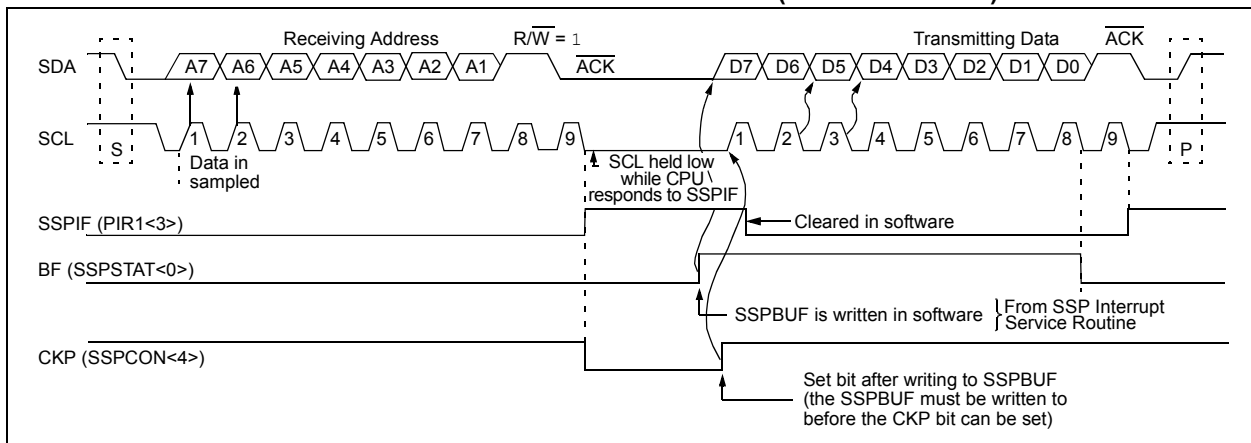 Receiving Address R/W = 1 Transmitting Data ACK
SDA A7 A6 A5 A4 A3 A2 A1 ACK D7 D6 D5 D4 D3 D2 D1 D0
SCL S 1 2 3 4 5 6 7 8 9 1 2 3 4 5 6 7 8 9 P
Data in
sampled
SCL held low
while CPU
responds to SSPIF
SSPIF (PIR1<3>)
Cleared in software
BF (SSPSTAT<0>)
SSPBUF is written in software
From SSP Interrupt
Service Routine
CKP (SSPCON<4>)
Set bit after writing to SSPBUF
(the SSPBUF must be written to
before the CKP bit can be set)